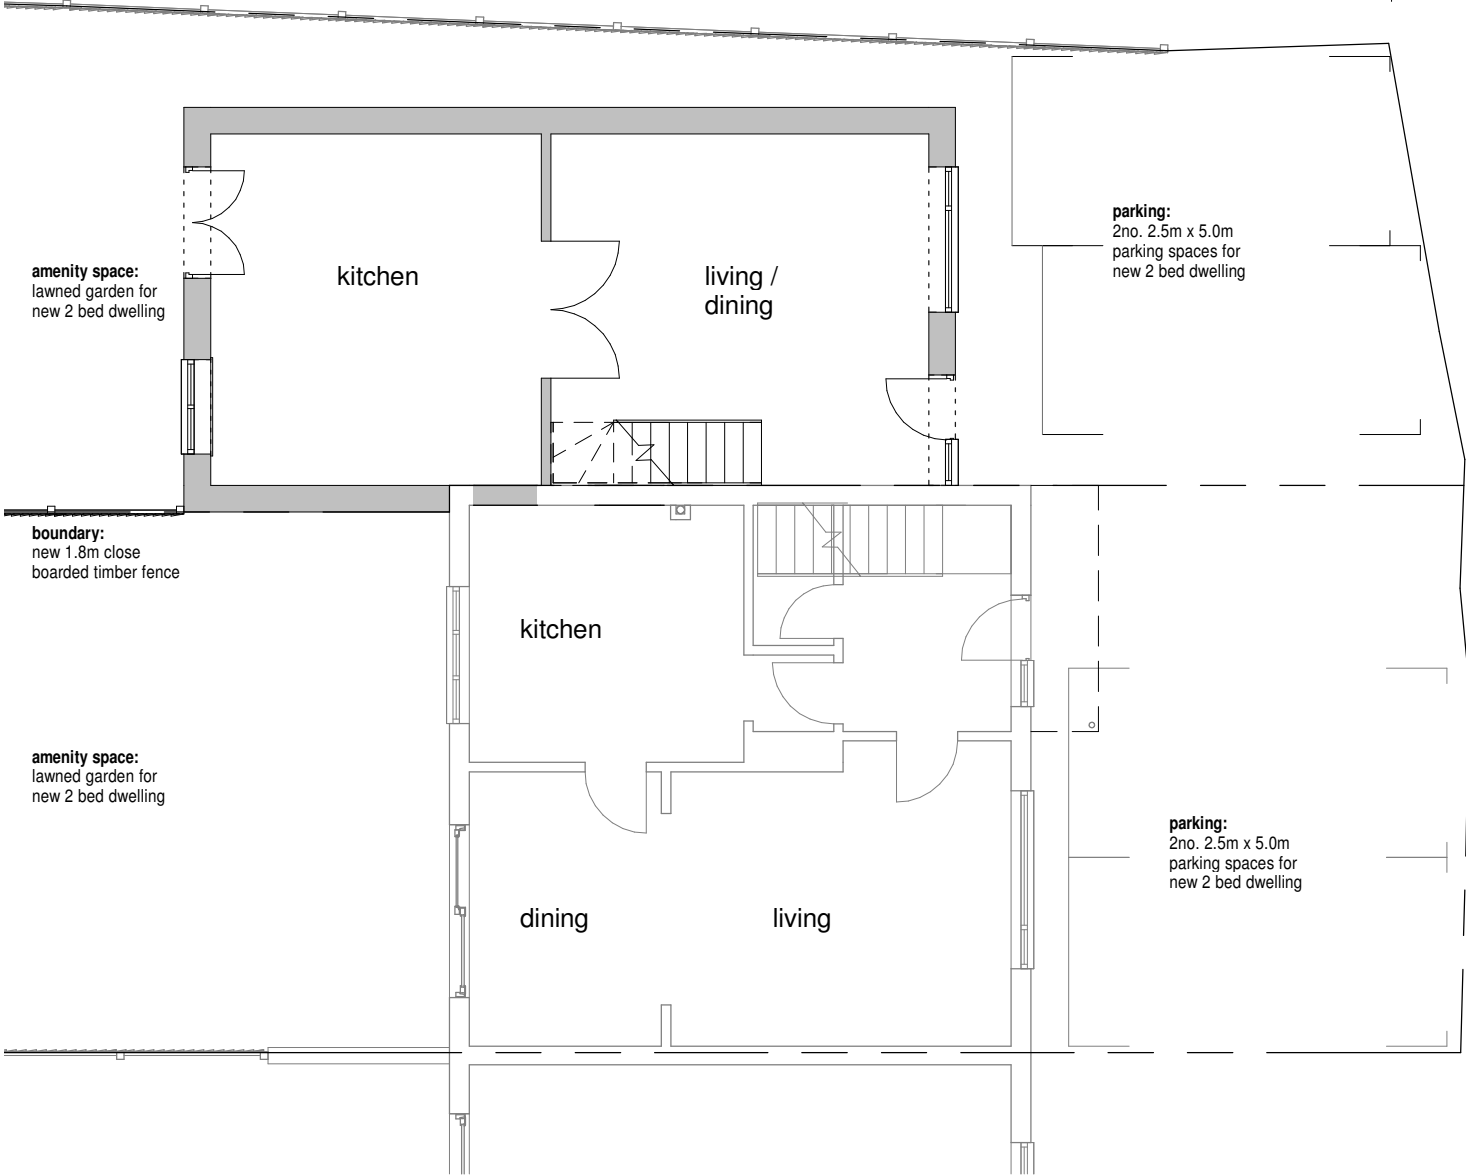 parking:
2no. 2.5m x 5.0m
parking spaces for
new 2 bed dwelling
amenity space:
lawned garden for
new 2 bed dwelling
kitchen
living /
dining
boundary:
new 1.8m close
boarded timber fence
kitchen
amenity space:
lawned garden for
new 2 bed dwelling
parking:
2no. 2.5m x 5.0m
parking spaces for
new 2 bed dwelling
dining
living